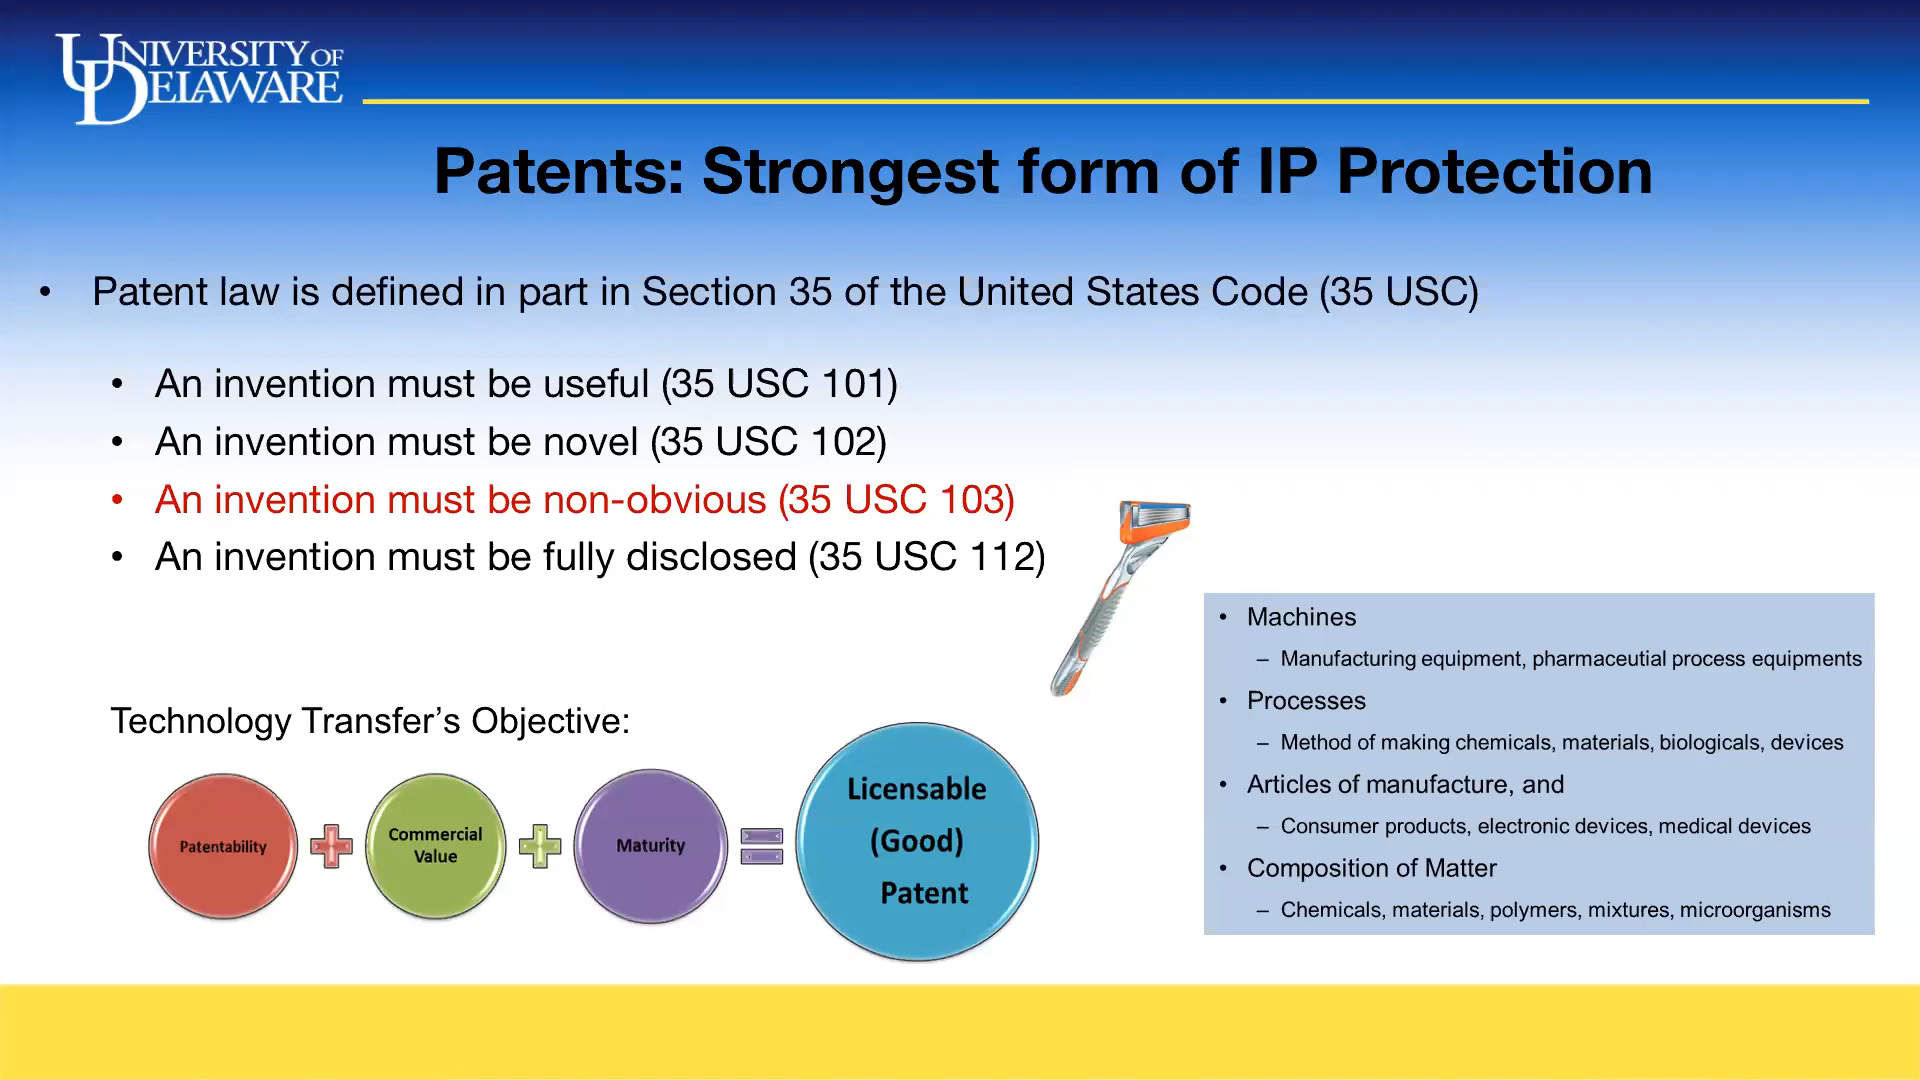 UNIVERSITY OF
DELAWARE
Patents: Strongest form of IP Protection
• Patent law is defined in part in Section 35 of the United States Code (35 USC)
• An invention must be useful (35 USC 101)
• An invention must be novel (35 USC 102)
• An invention must be non-obvious (35 USC 103)
• An invention must be fully disclosed (35 USC 112)
Technology Transfer’s Objective:
Patentability
Commercial
Value
Maturity
Licensable
(Good)
Patent
• Machines
– Manufacturing equipment, pharmaceutial process equipments
• Processes
– Method of making chemicals, materials, biologicals, devices
• Articles of manufacture, and
– Consumer products, electronic devices, medical devices
• Composition of Matter
– Chemicals, materials, polymers, mixtures, microorganisms